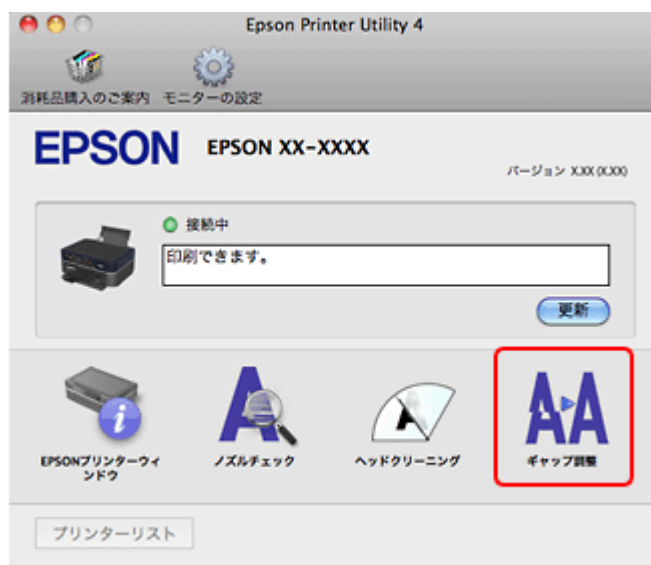 Epson Printer Utility 4
消耗品購入のご案内 モニターの設定
EPSON EPSON XX-XXXX
バージョン X.XX (X.XX)
接続中
印刷できます。
更新
EPSONプリンターウィ
ンドウ
ノズルチェック
ヘッドクリーニング
ギャップ調整
プリンターリスト